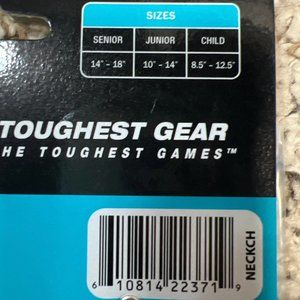 SIZES
SENIOR JUNIOR CHILD
14" - 18" 10" - 14" 8.5" - 12.5"
TOUGHEST GEAR
HE TOUGHEST GAMES™
NECKCH
6 10814 22371 9